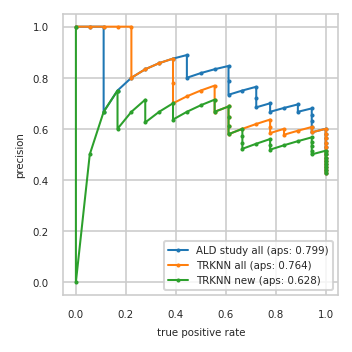 1.0
0.8
0.6
0.4
0.2
0.0
precision
0.0 0.2 0.4 0.6 0.8 1.0
true positive rate
ALD study all (aps: 0.799)
TRKNN all (aps: 0.764)
TRKNN new (aps: 0.628)